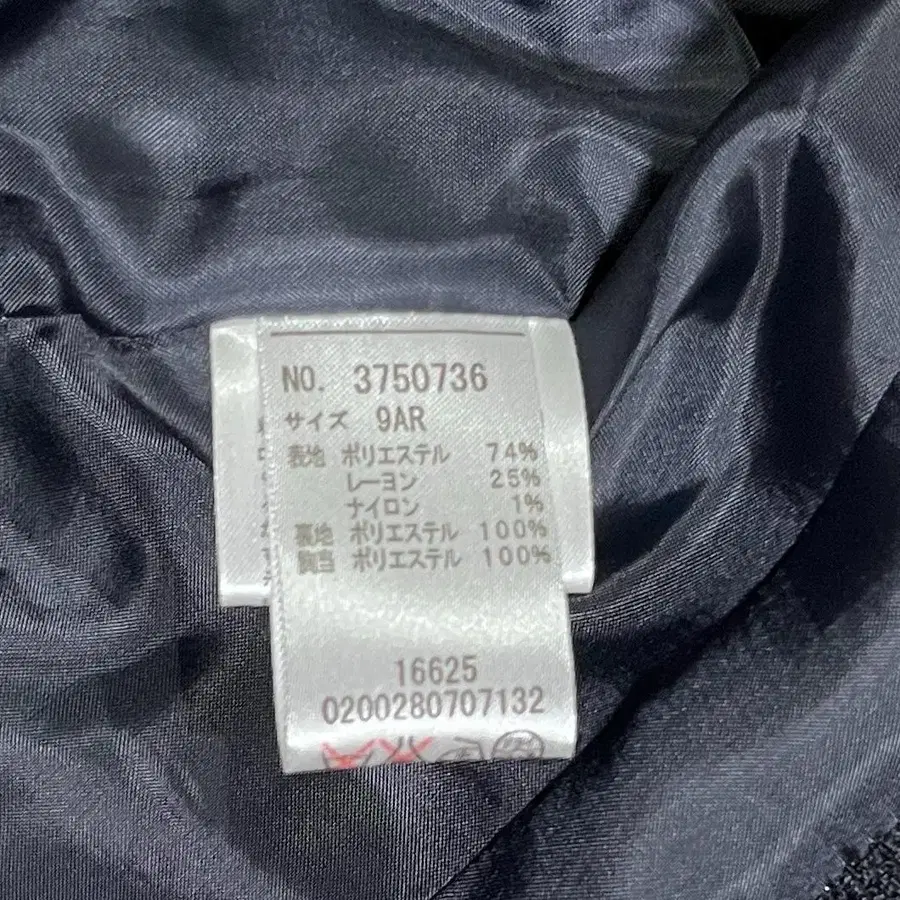 NO. 3750736
サイズ 9AR
表地 ポリエステル 74%
レーヨン 25%
ナイロン 1%
裏地 ポリエステル 100%
胸当 ポリエステル 100%
16625
0200280707132